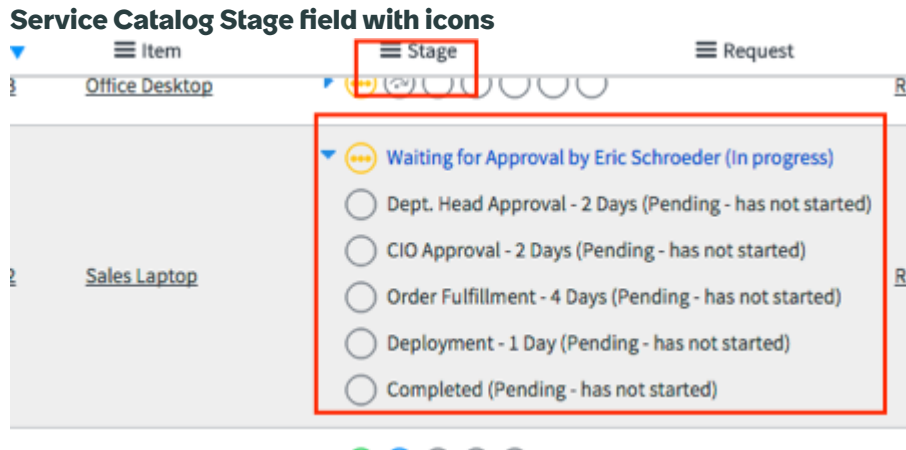 Service Catalog Stage field with icons
Item Stage Request
Office Desktop
Waiting for Approval by Eric Schroeder (In progress)
Dept. Head Approval - 2 Days (Pending - has not started)
CIO Approval - 2 Days (Pending - has not started)
Sales Laptop
Order Fulfillment - 4 Days (Pending - has not started)
Deployment - 1 Day (Pending - has not started)
Completed (Pending - has not started)